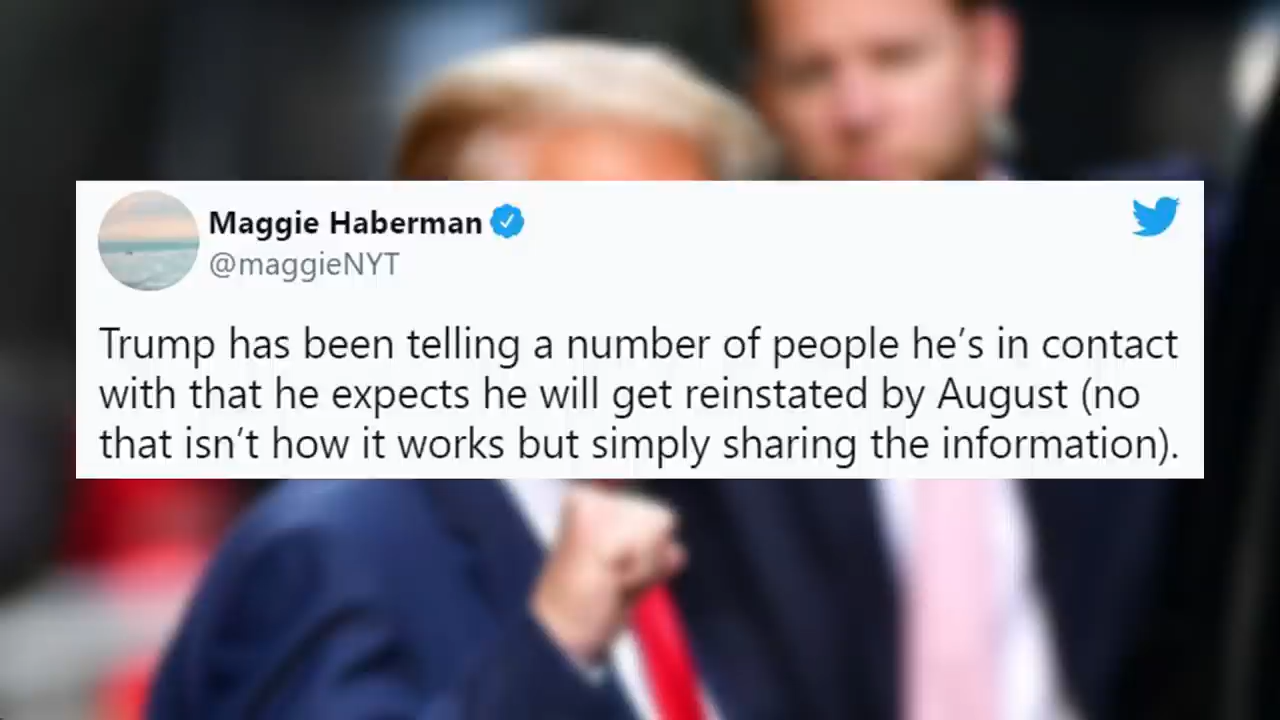 Maggie Haberman
@maggieNYT
Trump has been telling a number of people he’s in contact
with that he expects he will get reinstated by August (no
that isn’t how it works but simply sharing the information).